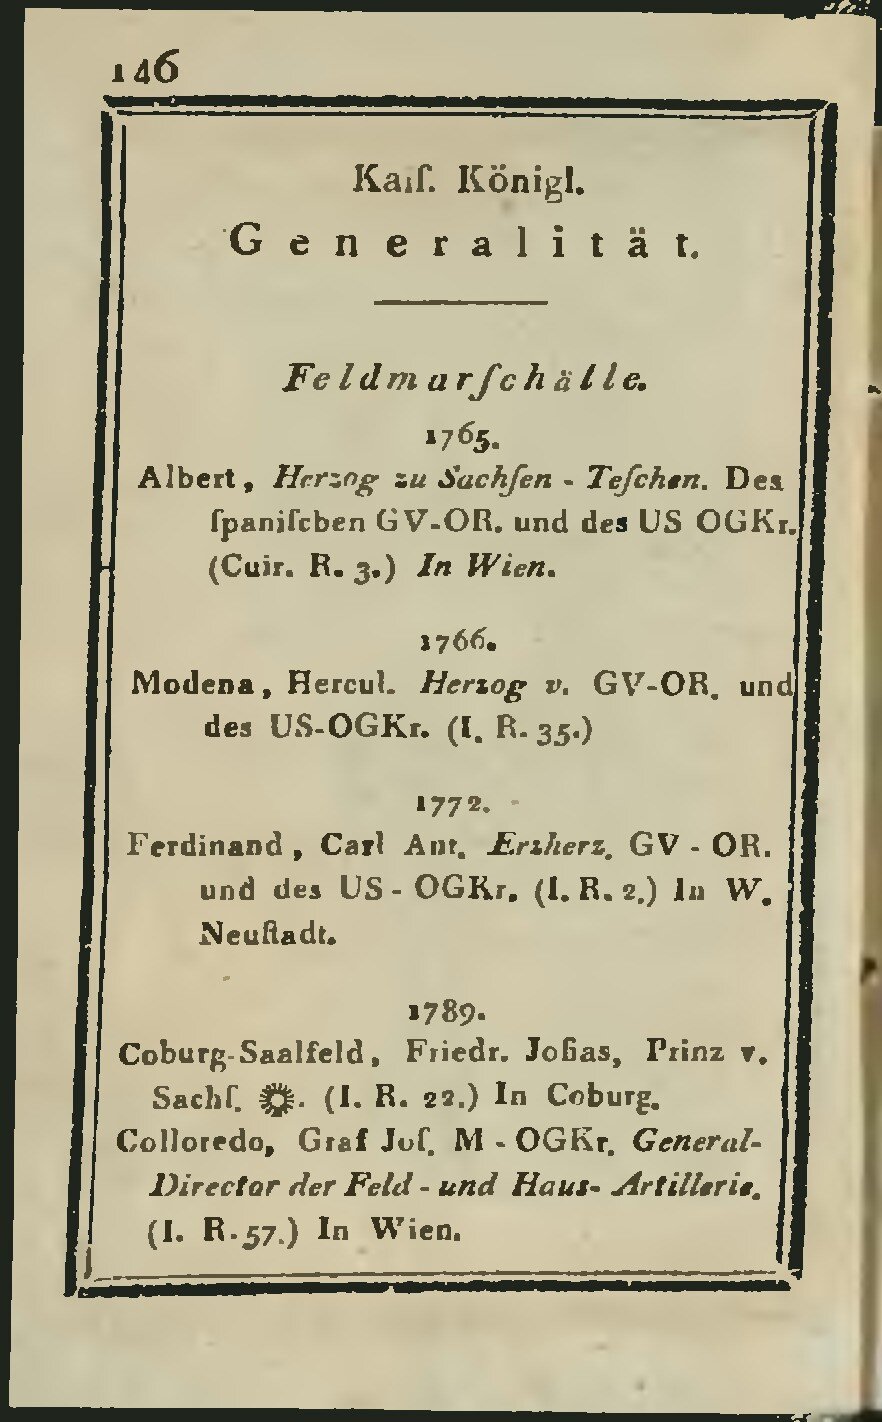 146
Kaiſ. Königl.
Generalität.
Feldmarſchälle.
1765.
Albert, Herzog zu Sachſen - Teſchen. Des
ſpaniſchen GV-OR. und des US OGKr.
(Cuir. R. 3.) In Wien.
1766.
Modena, Hercul. Herzog v. GV-OR. und
des US-OGKr. (I. R. 35.)
1772.
Ferdinand, Carl Ant. Erzherz. GV - OR.
und des US - OGKr. (I. R. 2.) In W.
Neuſtadt.
1789.
Coburg-Saalfeld, Friedr. Joſias, Prinz v.
Sachſ. (I. R. 22.) In Coburg.
Colloredo, Graf Joſ. M - OGKr. General-
Director der Feld - und Haus- Artillerie.
(I. R. 57.) In Wien.